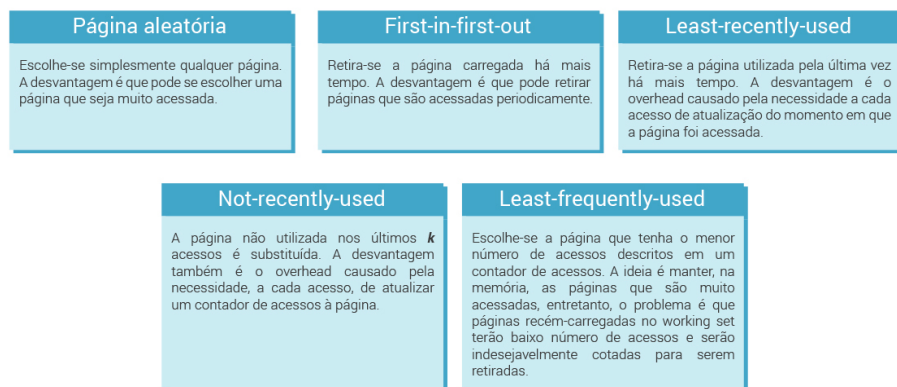 Página aleatória
Escolhe-se simplesmente qualquer página.
A desvantagem é que pode se escolher uma
página que seja muito acessada.
First-in-first-out
Retira-se a página carregada há mais
tempo. A desvantagem é que pode retirar
páginas que são acessadas periodicamente.
Least-recently-used
Retira-se a página utilizada pela última vez
há mais tempo. A desvantagem é o
overhead causado pela necessidade a cada
acesso de atualização do momento em que
a página foi acessada.
Not-recently-used
A página não utilizada nos últimos k
acessos é substituída. A desvantagem
também é o overhead causado pela
necessidade, a cada acesso, de atualizar
um contador de acessos à página.
Least-frequently-used
Escolhe-se a página que tenha o menor
número de acessos descritos em um
contador de acessos. A ideia é manter, na
memória, as páginas que são muito
acessadas, entretanto, o problema é que
páginas recém-carregadas no working set
terão baixo número de acessos e serão
indesejavelmente cotadas para serem
retiradas.